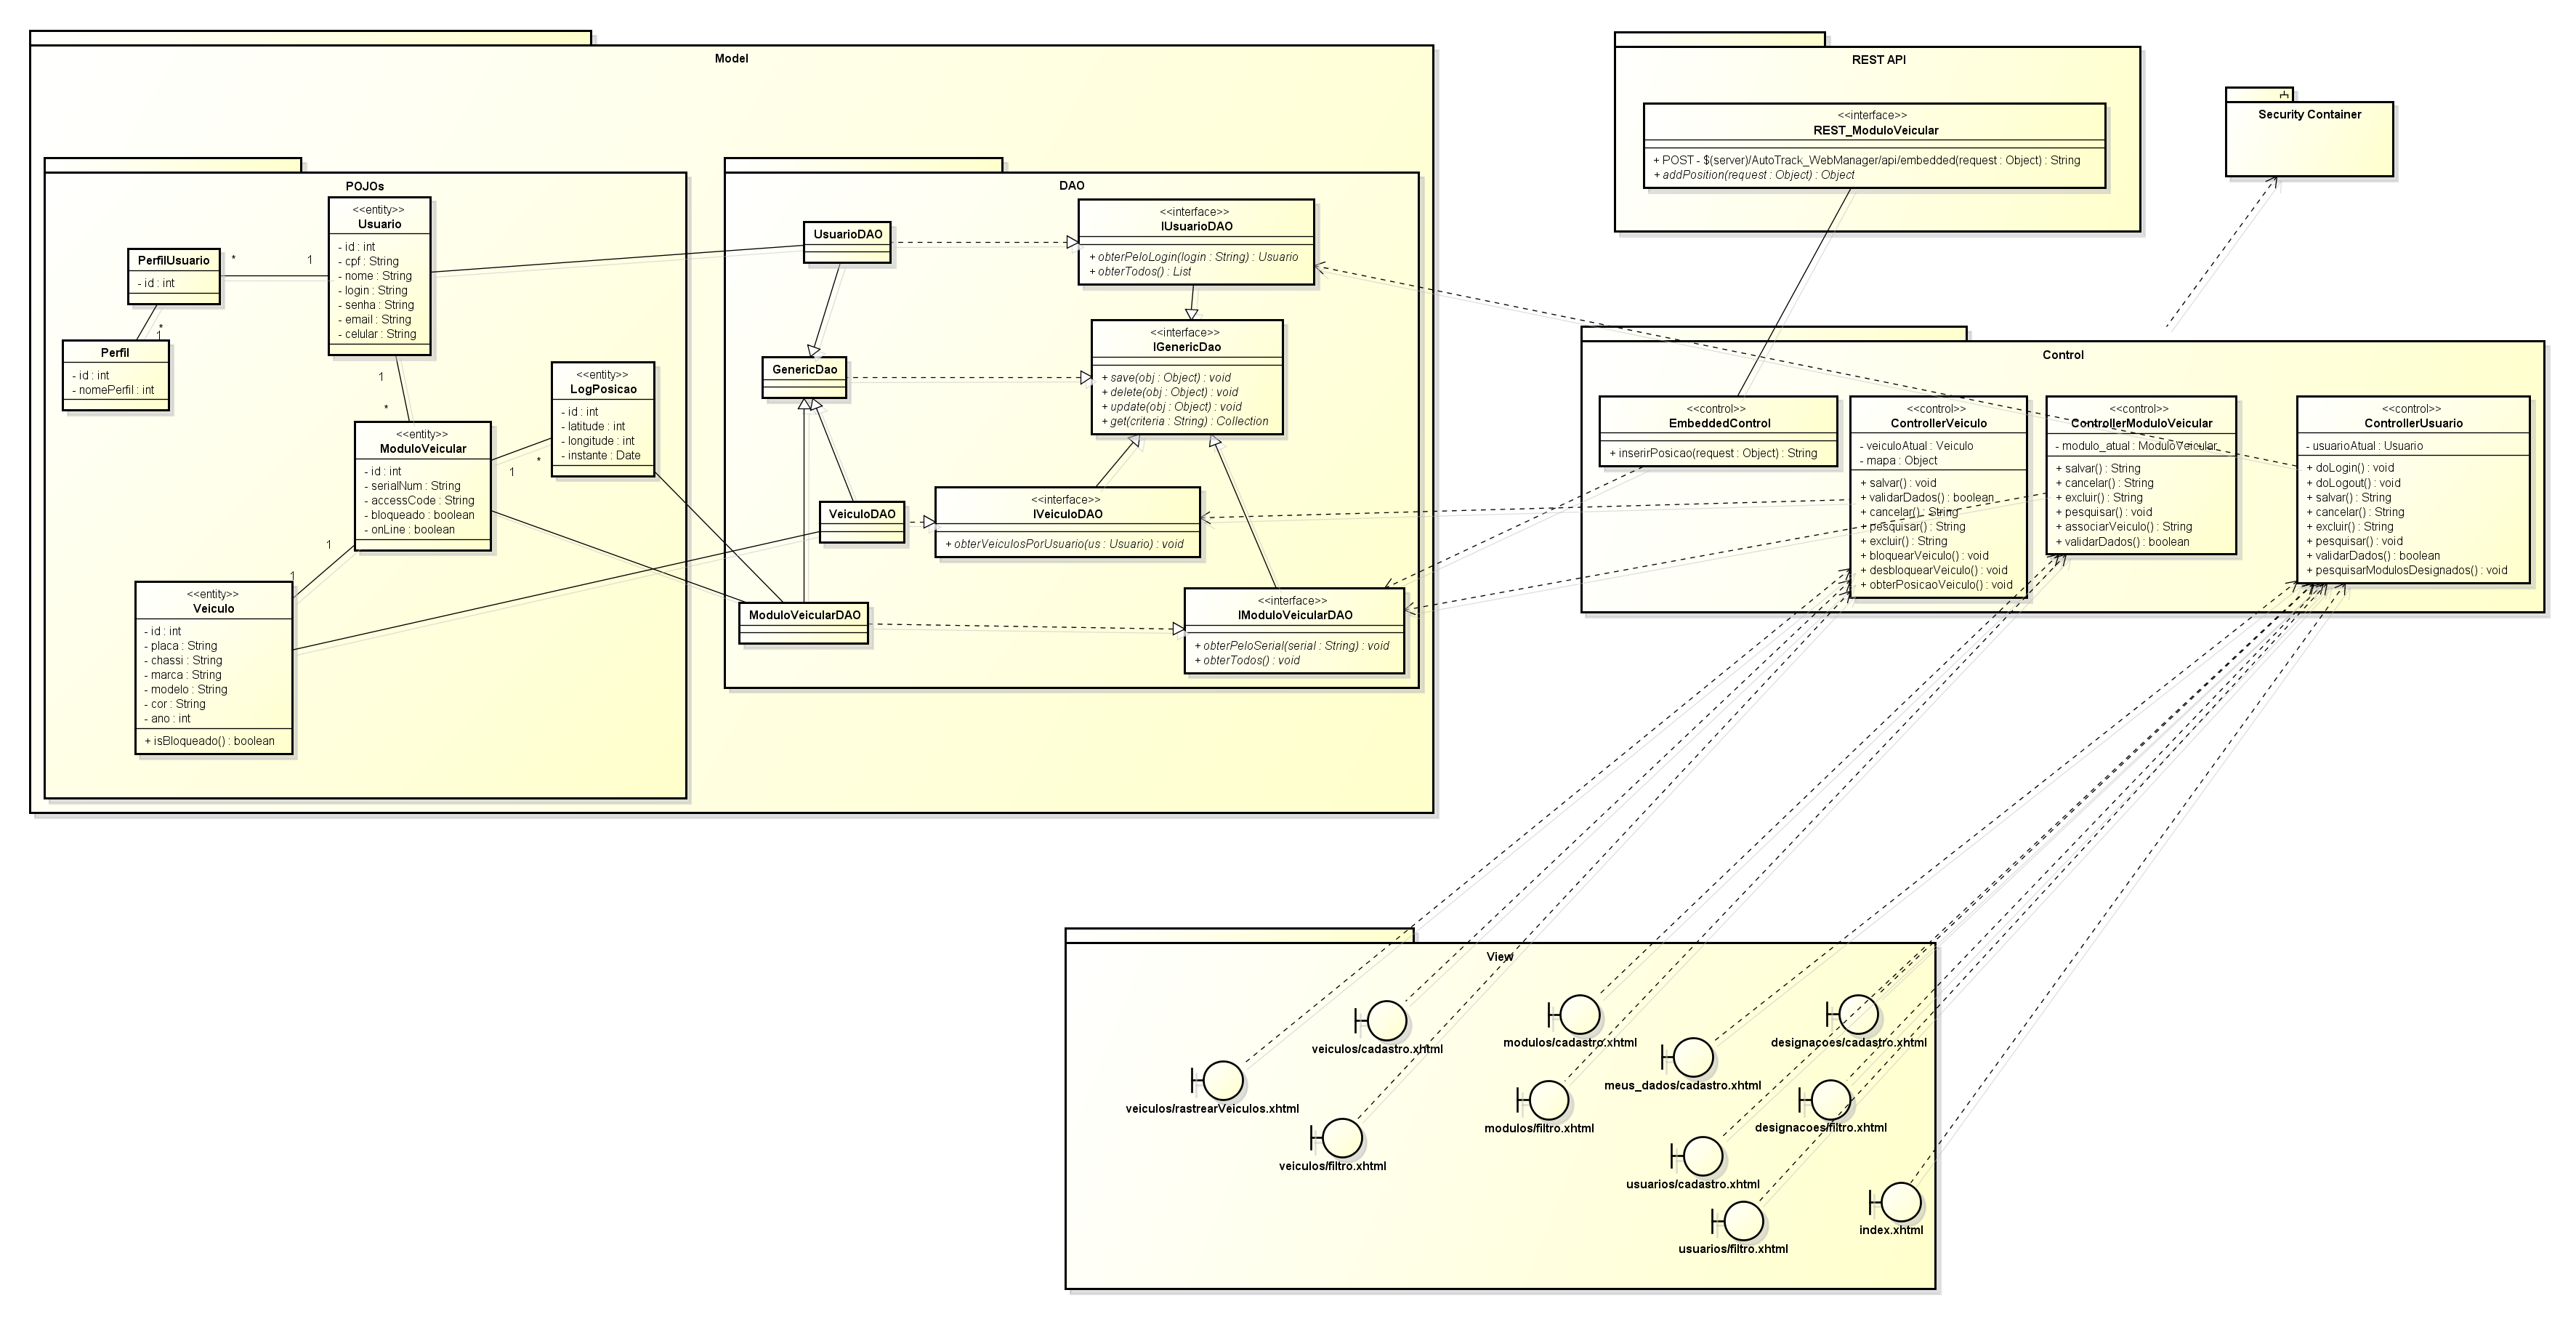 Model
POJOs
<<entity>>
Usuario
- id : int
- cpf : String
- nome : String
- login : String
- senha : String
- email : String
- celular : String
PerfilUsuario
- id : int
*
1
*
1
Perfil
- id : int
- nomePerfil : int
1
*
<<entity>>
LogPosicao
- id : int
- latitude : int
- longitude : int
- instante : Date
<<entity>>
ModuloVeicular
- id : int
- serialNum : String
- accessCode : String
- bloqueado : boolean
- onLine : boolean
1
*
1
1
<<entity>>
Veiculo
- id : int
- placa : String
- chassi : String
- marca : String
- modelo : String
- cor : String
- ano : int
+ isBloqueado() : boolean
DAO
UsuarioDAO
<<interface>>
IUsuarioDAO
+ obterPeloLogin(login : String) : Usuario
+ obterTodos() : List
GenericDao
<<interface>>
IGenericDao
+ save(obj : Object) : void
+ delete(obj : Object) : void
+ update(obj : Object) : void
+ get(criteria : String) : Collection
VeiculoDAO
<<interface>>
IVeiculoDAO
+ obterVeiculosPorUsuario(us : Usuario) : void
ModuloVeicularDAO
<<interface>>
IModuloVeicularDAO
+ obterPeloSerial(serial : String) : void
+ obterTodos() : void
REST API
<<interface>>
REST_ModuloVeicular
+ POST - $(server)/AutoTrack_WebManager/api/embedded(request : Object) : String
+ addPosition(request : Object) : Object
Security Container
Control
<<control>>
EmbeddedControl
+ inserirPosicao(request : Object) : String
<<control>>
ControllerVeiculo
- veiculoAtual : Veiculo
- mapa : Object
+ salvar() : void
+ validarDados() : boolean
+ cancelar() : String
+ pesquisar() : String
+ excluir() : String
+ bloquearVeiculo() : void
+ desbloquearVeiculo() : void
+ obterPosicaoVeiculo() : void
<<control>>
ControllerModuloVeicular
- modulo_atual : ModuloVeicular
+ salvar() : String
+ cancelar() : String
+ excluir() : String
+ pesquisar() : void
+ associarVeiculo() : String
+ validarDados() : boolean
<<control>>
ControllerUsuario
- usuarioAtual : Usuario
+ doLogin() : void
+ doLogout() : void
+ salvar() : String
+ cancelar() : String
+ excluir() : String
+ pesquisar() : void
+ validarDados() : boolean
+ pesquisarModulosDesignados() : void
View
veiculos/cadastro.xhtml
modulos/cadastro.xhtml
designacoes/cadastro.xhtml
meus_dados/cadastro.xhtml
veiculos/rastrearVeiculos.xhtml
modulos/filtro.xhtml
designacoes/filtro.xhtml
veiculos/filtro.xhtml
usuarios/cadastro.xhtml
index.xhtml
usuarios/filtro.xhtml